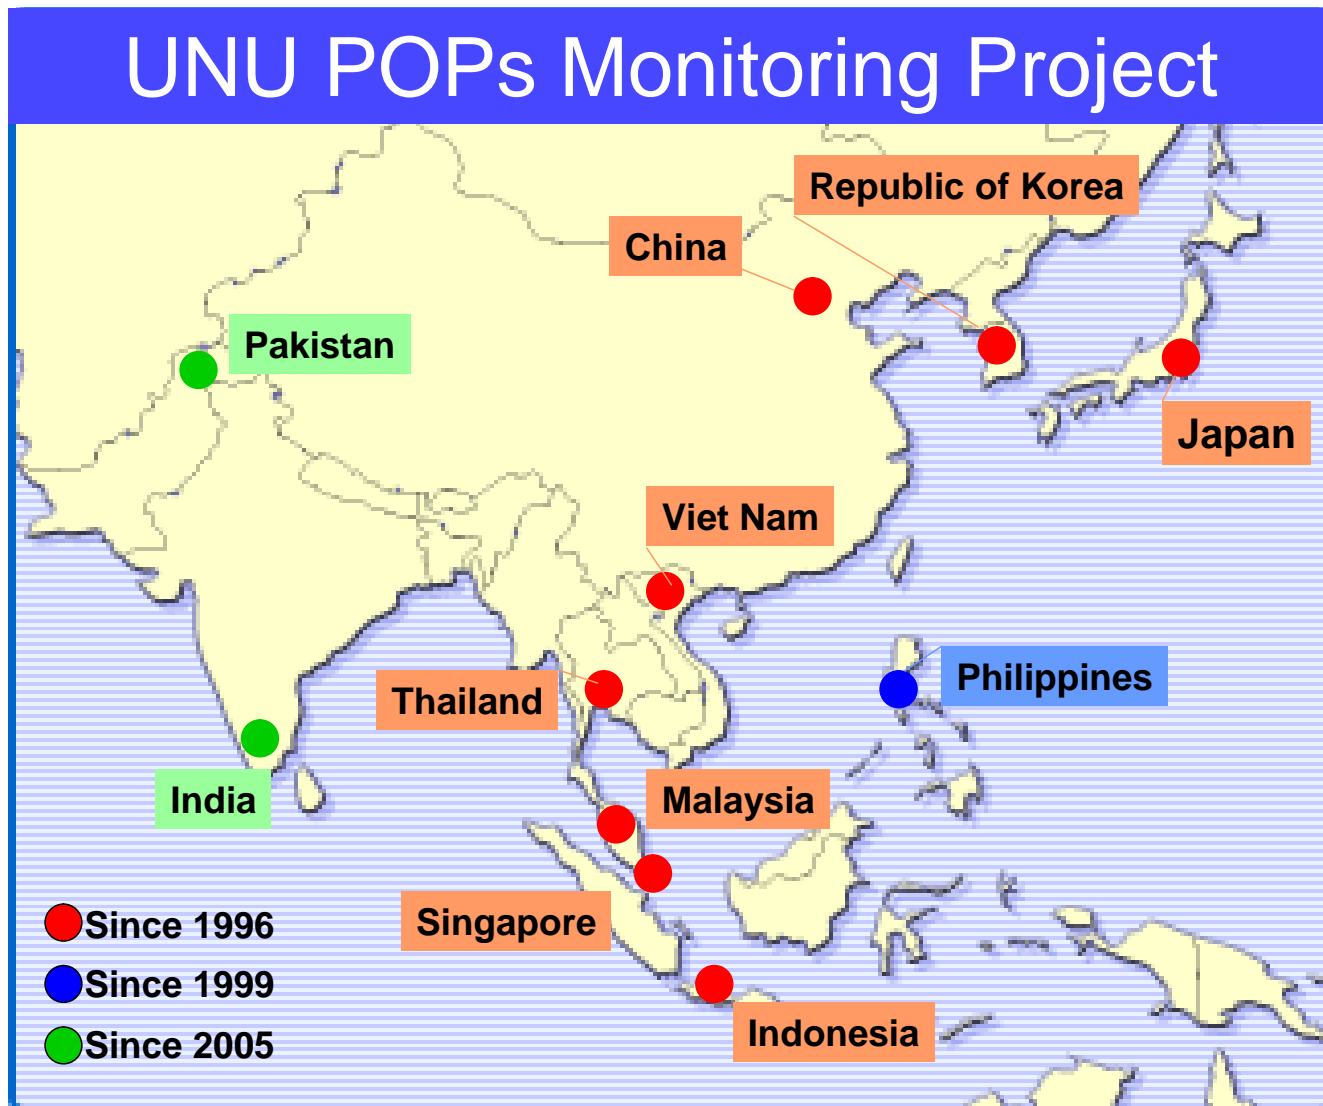 UNU POPs Monitoring Project
Republic of Korea
China
Pakistan
Japan
Viet Nam
Philippines
Thailand
India
Malaysia
Singapore
Indonesia
Since 1996
Since 1999
Since 2005